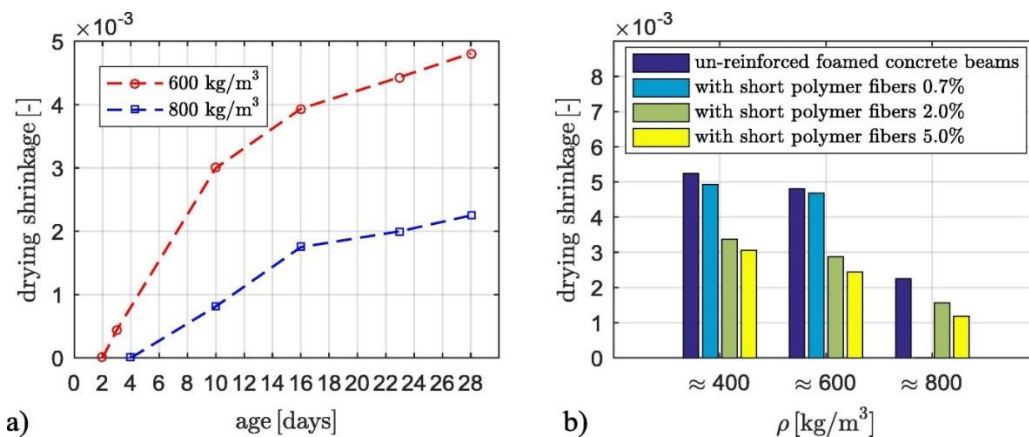 ×10⁻³
5
4
3
2
1
0
drying shrinkage [-]
600 kg/m³
800 kg/m³
0 2 4 6 8 10 12 14 16 18 20 22 24 26 28
age [days]
a)
×10⁻³
8
7
6
5
4
3
2
1
0
drying shrinkage [-]
un-reinforced foamed concrete beams
with short polymer fibers 0.7%
with short polymer fibers 2.0%
with short polymer fibers 5.0%
≈ 400 ≈ 600 ≈ 800
ρ [kg/m³]
b)